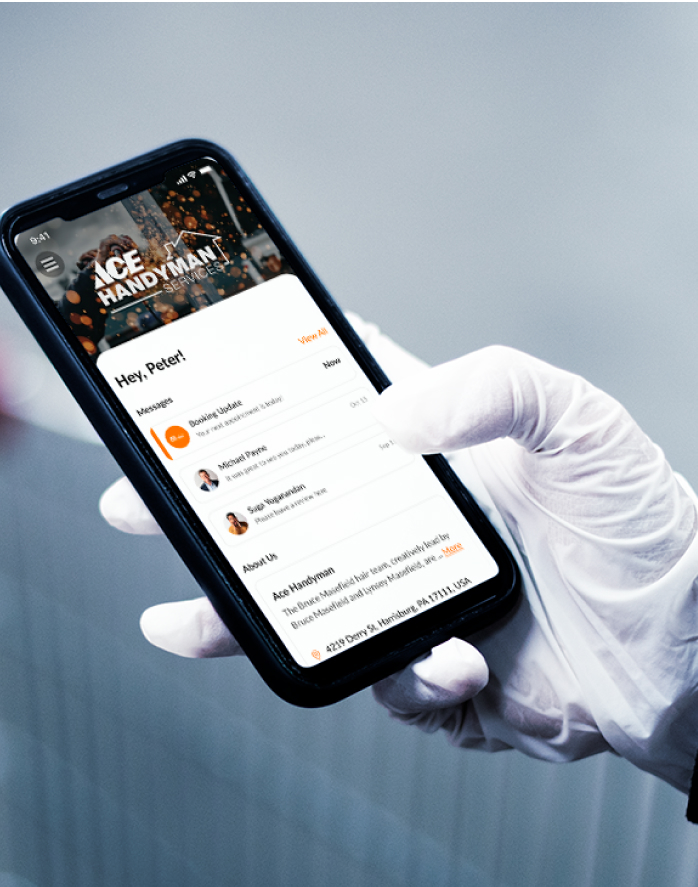 9:41
ACE
HANDYMAN
SERVICES
Hey, Peter!
View All
Messages
Booking Update
Now
Your next appointment is today!
Michael Payne
Oct 13
It was great to see you today, pleas...
Suga Yoganandan
Sep 1
Please leave a review here
About Us
Ace Handyman
The Bruce Masefield hair team, creatively lead by
Bruce Masefield and Lynsey Masefield, are ... More
4219 Derry St, Harrisburg, PA 17111, USA